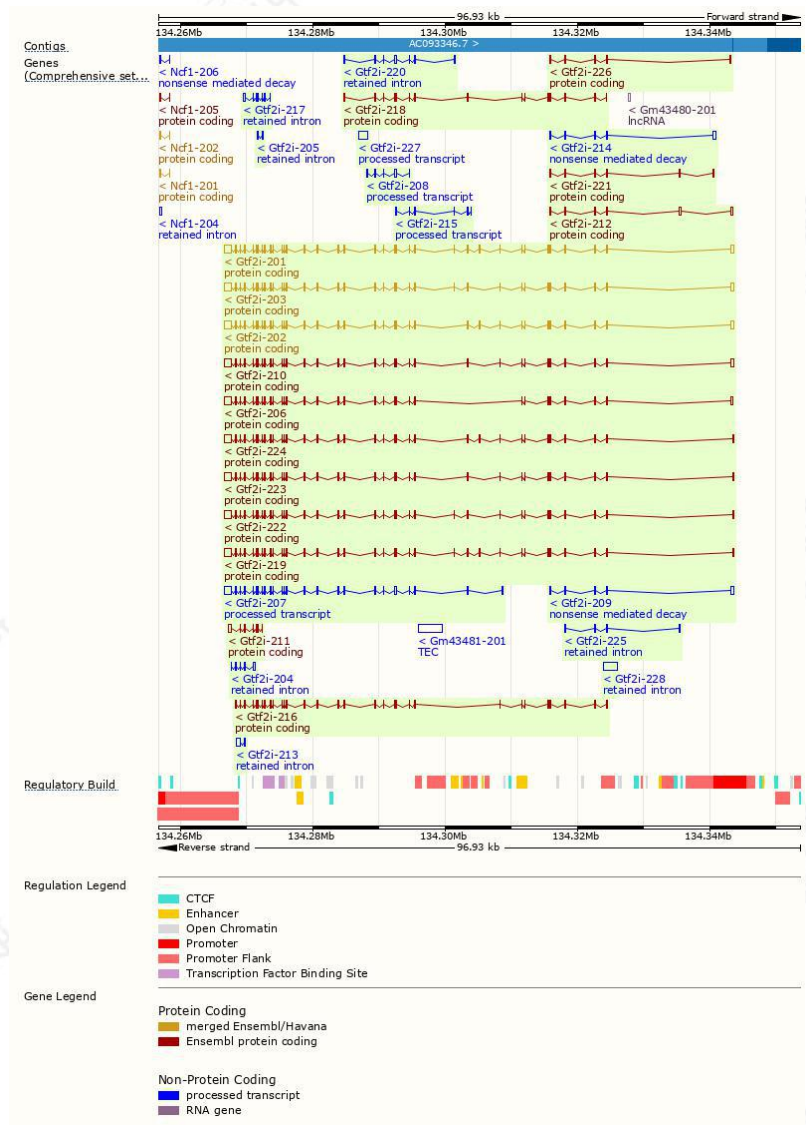 96.93 kb
Forward strand
134.26Mb 134.28Mb 134.30Mb 134.32Mb 134.34Mb
Contigs
AC093346.7 >
Genes
(Comprehensive set...
< Ncf1-206
nonsense mediated decay
< Gtf2i-220
retained intron
< Gtf2i-226
protein coding
< Ncf1-205
protein coding
< Gtf2i-217
retained intron
< Gtf2i-218
protein coding
< Gm43480-201
lncRNA
< Ncf1-202
protein coding
< Gtf2i-205
retained intron
< Gtf2i-227
processed transcript
< Gtf2i-214
nonsense mediated decay
< Ncf1-201
protein coding
< Gtf2i-208
processed transcript
< Gtf2i-221
protein coding
< Ncf1-204
retained intron
< Gtf2i-215
processed transcript
< Gtf2i-212
protein coding
< Gtf2i-201
protein coding
< Gtf2i-203
protein coding
< Gtf2i-202
protein coding
< Gtf2i-210
protein coding
< Gtf2i-206
protein coding
< Gtf2i-224
protein coding
< Gtf2i-223
protein coding
< Gtf2i-222
protein coding
< Gtf2i-219
protein coding
< Gtf2i-207
processed transcript
< Gtf2i-209
nonsense mediated decay
< Gtf2i-211
protein coding
< Gm43481-201
TEC
< Gtf2i-225
retained intron
< Gtf2i-204
retained intron
< Gtf2i-228
retained intron
< Gtf2i-216
protein coding
< Gtf2i-213
retained intron
Regulatory Build
134.26Mb 134.28Mb 134.30Mb 134.32Mb 134.34Mb
Reverse strand
96.93 kb
Regulation Legend
CTCF
Enhancer
Open Chromatin
Promoter
Promoter Flank
Transcription Factor Binding Site
Gene Legend
Protein Coding
merged Ensembl/Havana
Ensembl protein coding
Non-Protein Coding
processed transcript
RNA gene